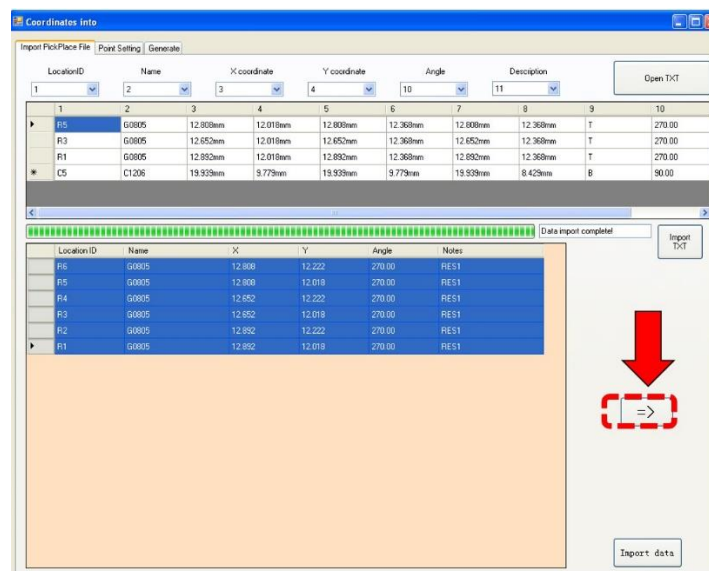 Coordinates into
Import PickPlace File Point Setting Generate
LocationID Name X coordinate Y coordinate Angle Description
1 2 3 4 10 11 Open TXT
1 2 3 4 5 6 7 8 9 10
R5 G0805 12.808mm 12.018mm 12.808mm 12.368mm 12.808mm 12.368mm T 270.00
R3 G0805 12.652mm 12.018mm 12.652mm 12.368mm 12.652mm 12.368mm T 270.00
R1 G0805 12.892mm 12.018mm 12.892mm 12.368mm 12.892mm 12.368mm T 270.00
C5 C1206 19.939mm 9.779mm 19.939mm 9.779mm 19.939mm 8.429mm B 90.00
Data import complete!
Import TXT
Location ID Name X Y Angle Notes
R6 G0805 12.808 12.222 270.00 RES1
R5 G0805 12.808 12.018 270.00 RES1
R4 G0805 12.652 12.222 270.00 RES1
R3 G0805 12.652 12.018 270.00 RES1
R2 G0805 12.892 12.222 270.00 RES1
R1 G0805 12.892 12.018 270.00 RES1
=>
Import data